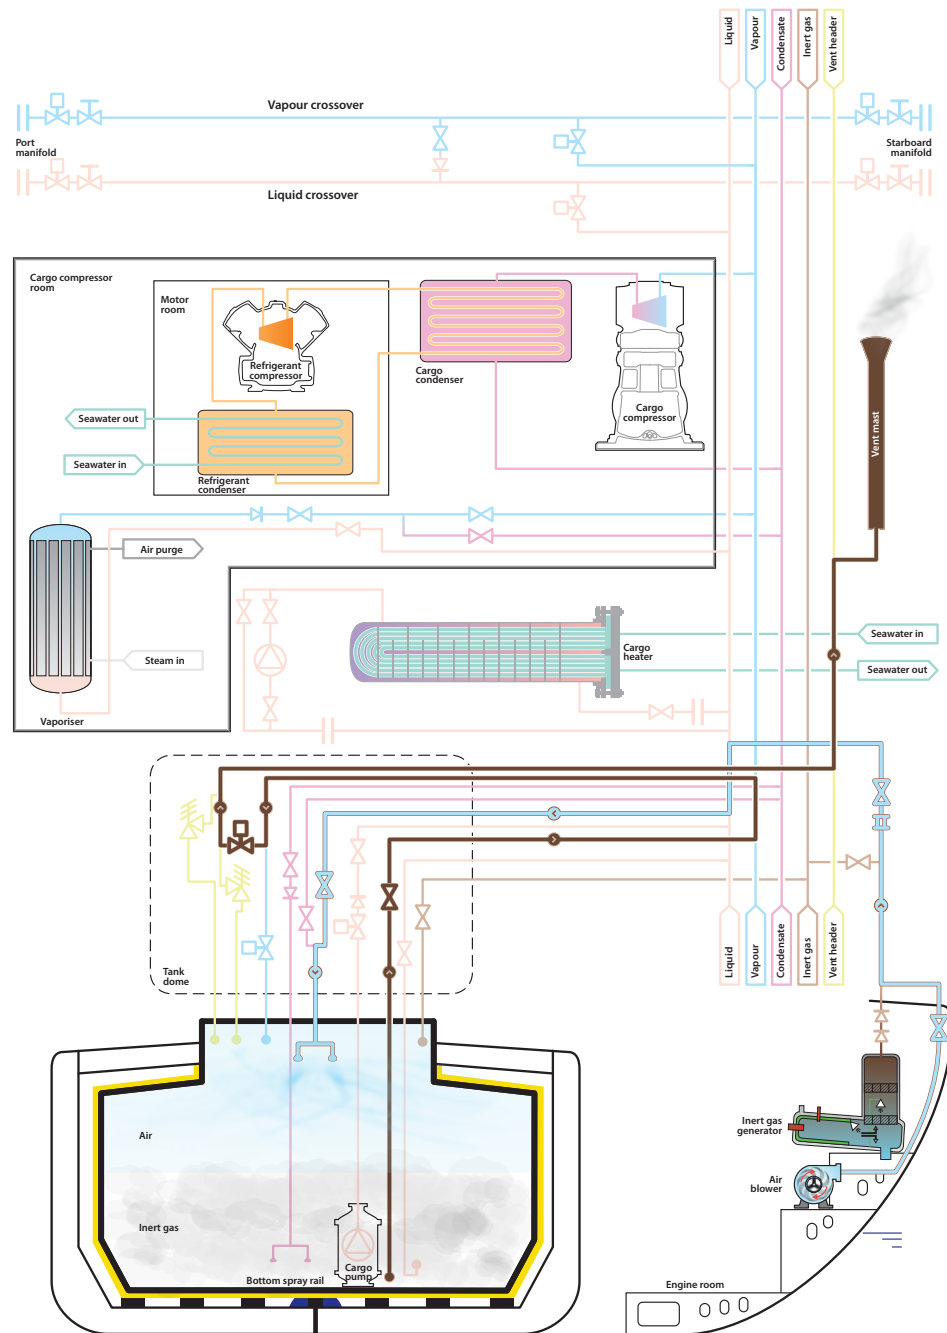 Liquid
Vapour
Condensate
Inert gas
Vent header
Vapour crossover
Port
manifold
Starboard
manifold
Liquid crossover
Cargo compressor
room
Motor
room
Refrigerant
compressor
Cargo
condenser
Cargo
compressor
Seawater out
Seawater in
Refrigerant
condenser
Vent mast
Air purge
Steam in
Vaporiser
Cargo
heater
Seawater in
Seawater out
Tank
dome
Liquid
Vapour
Condensate
Inert gas
Vent header
Air
Inert gas
Bottom spray rail
Cargo
pump
Inert gas
generator
Air
blower
Engine room